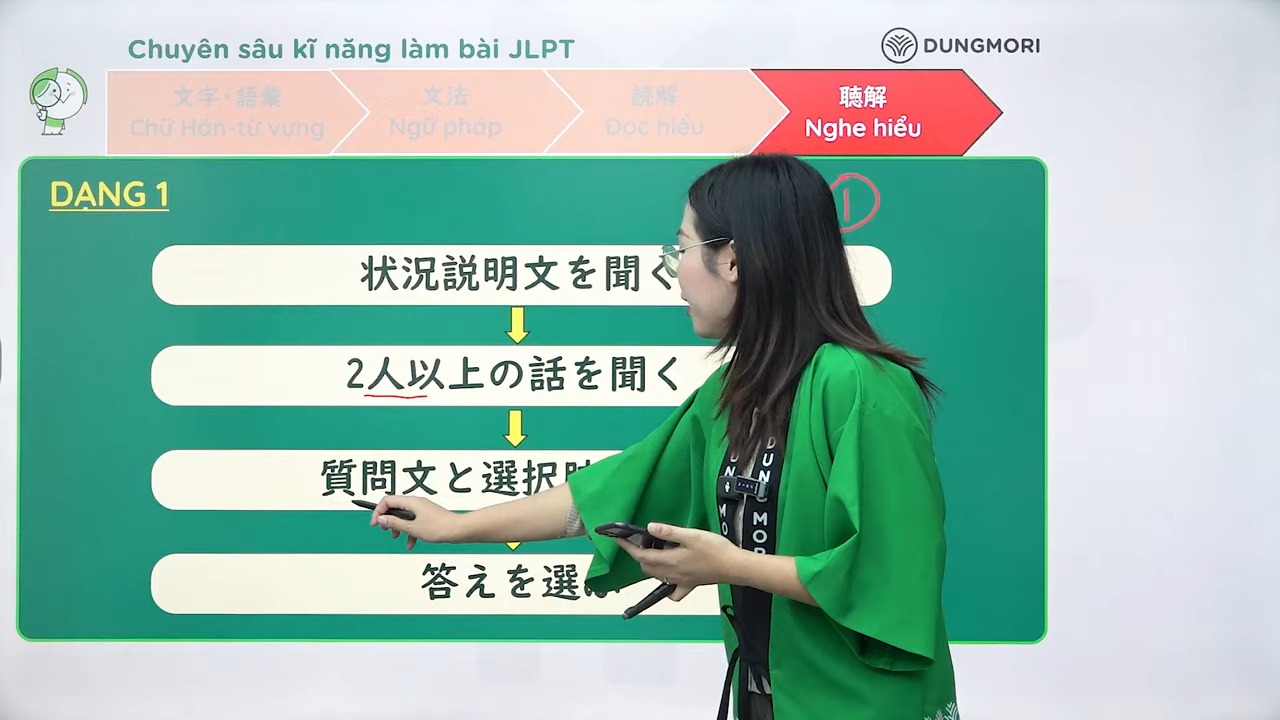 Chuyên sâu kĩ năng làm bài JLPT
DUNGMORI
文字・語彙
Chữ Hán-từ vựng
文法
Ngữ pháp
読解
Đọc hiểu
聴解
Nghe hiểu
DẠNG 1
1
状況説明文を聞く
2人以上の話を聞く
質問文と選択
答えを選ぶ
DUNGMORI